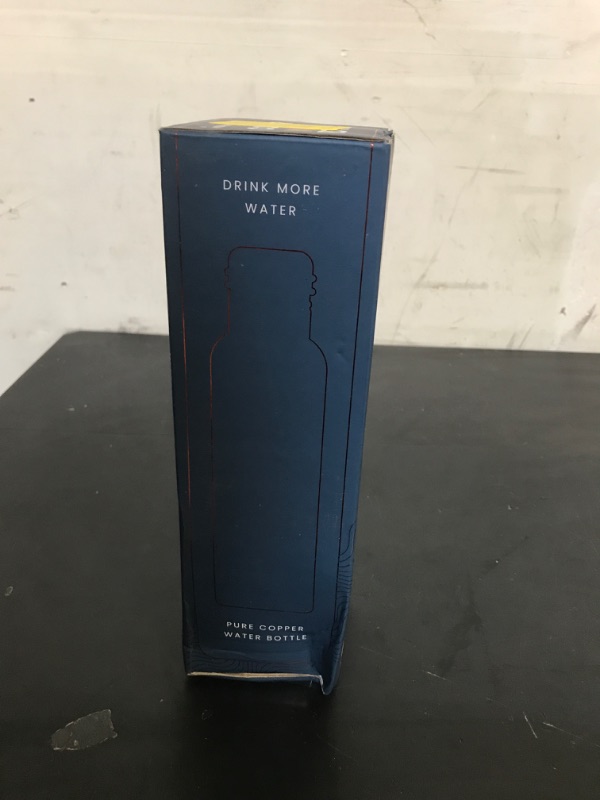 DRINK MORE
WATER
PURE COPPER
WATER BOTTLE